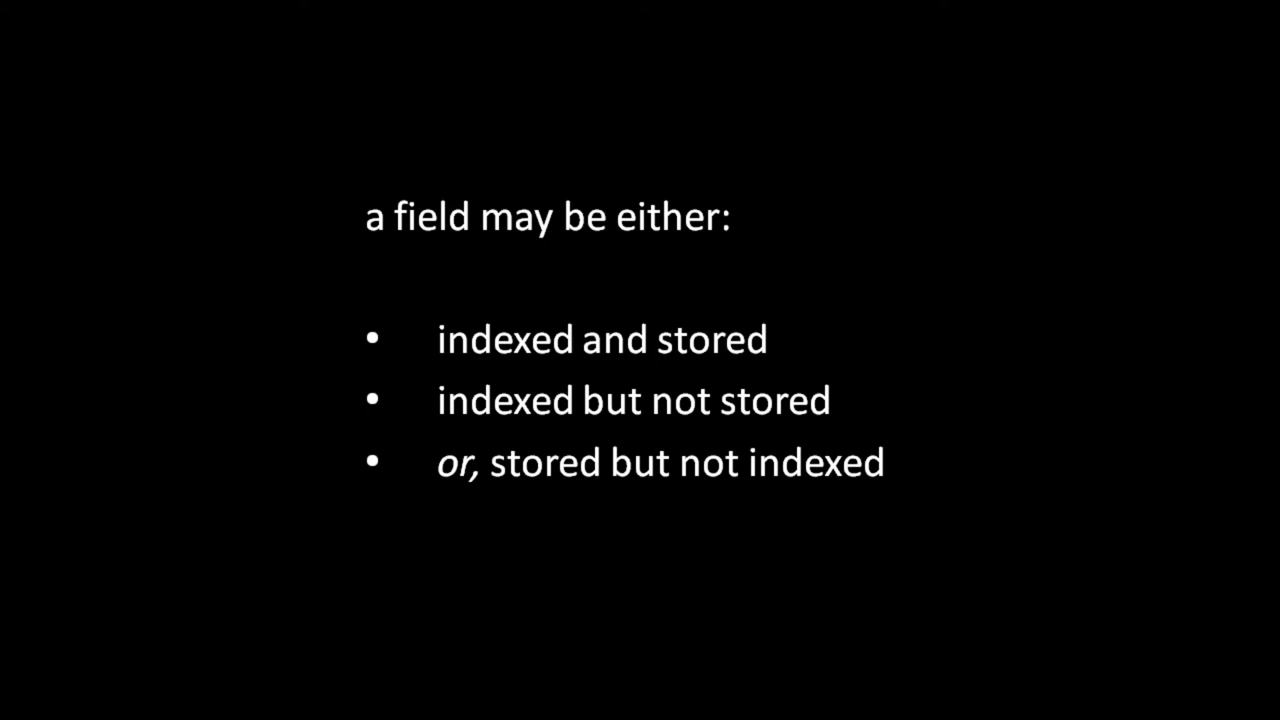 a field may be either:
• indexed and stored
• indexed but not stored
• or, stored but not indexed